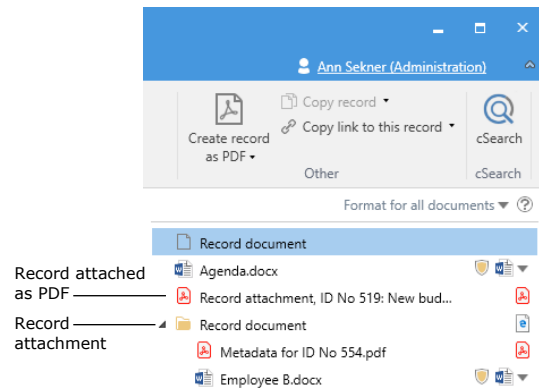 Ann Sekner (Administration)
Create record
as PDF
Copy record
Copy link to this record
Other
cSearch
cSearch
Format for all documents
?
Record document
Agenda.docx
Record attached
as PDF
Record attachment, ID No 519: New bud...
Record
attachment
Record document
Metadata for ID No 554.pdf
Employee B.docx